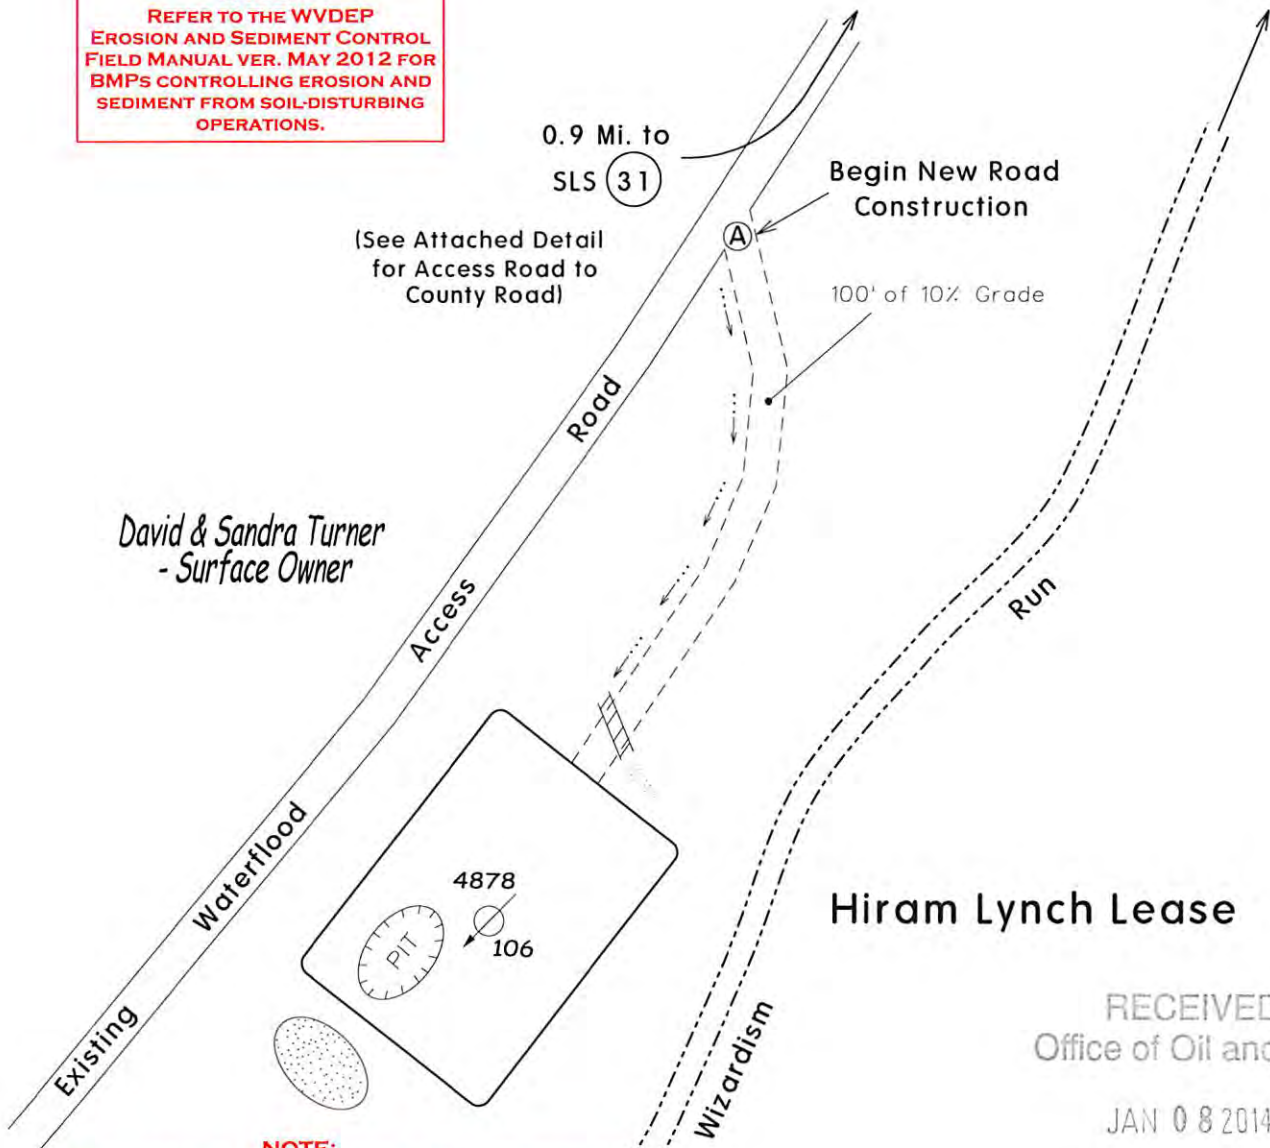 REFER TO THE WVDEP
EROSION AND SEDIMENT CONTROL
FIELD MANUAL VER. MAY 2012 FOR
BMPS CONTROLLING EROSION AND
SEDIMENT FROM SOIL-DISTURBING
OPERATIONS.
0.9 Mi. to
SLS 31
(See Attached Detail
for Access Road to
County Road)
A
Begin New Road
Construction
100' of 10% Grade
David & Sandra Turner
- Surface Owner
Existing Waterflood Access Road
Wizardism Run
4878
106
PIT
Hiram Lynch Lease
RECEIVED
Office of Oil and
JAN 08 2014
NOTE: